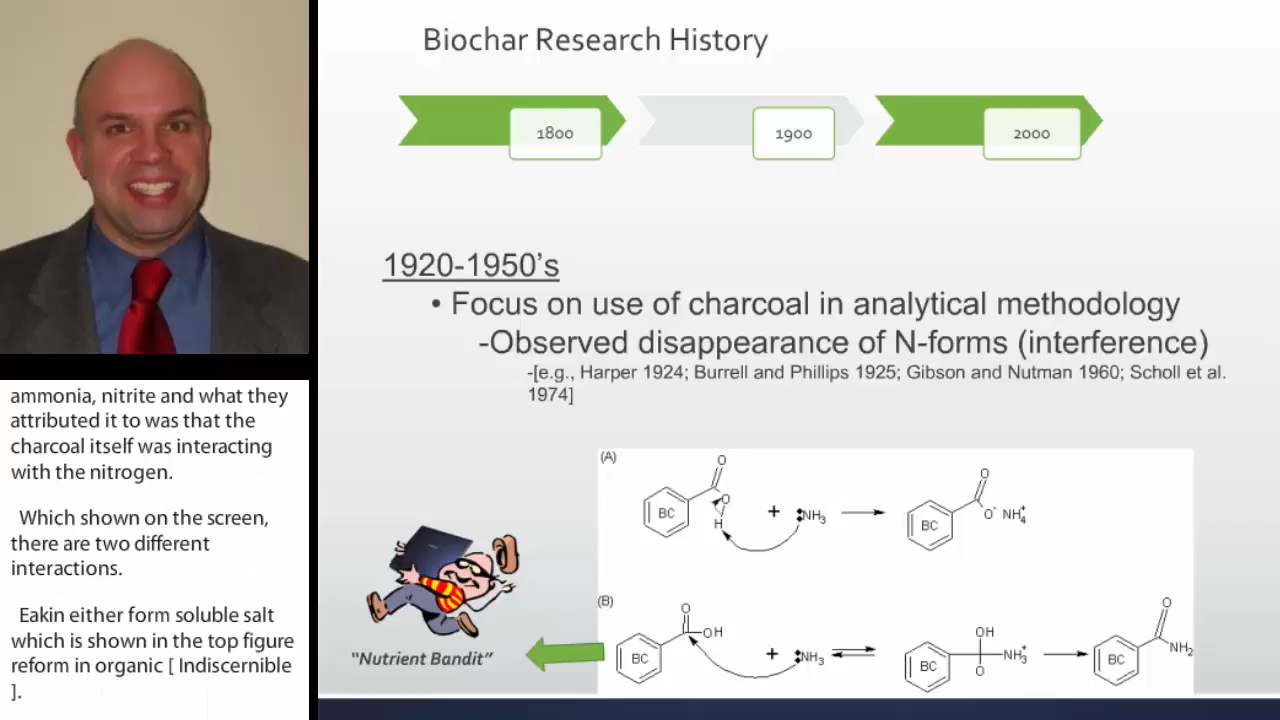 Biochar Research History
1800
1900
2000
1920-1950's
• Focus on use of charcoal in analytical methodology
-Observed disappearance of N-forms (interference)
-[e.g., Harper 1924; Burrell and Phillips 1925; Gibson and Nutman 1960; Scholl et al.
1974]
ammonia, nitrite and what they
attributed it to was that the
charcoal itself was interacting
with the nitrogen.
Which shown on the screen,
there are two different
interactions.
Eakin either form soluble salt
which is shown in the top figure
reform in organic [ Indiscernible
].
(A)
O
O
H
BC
+
:NH₃
O
O⁻ NH₄⁺
BC
(B)
O
OH
BC
+
:NH₃
OH
NH₃⁺
O
BC
O
NH₂
BC
"Nutrient Bandit"